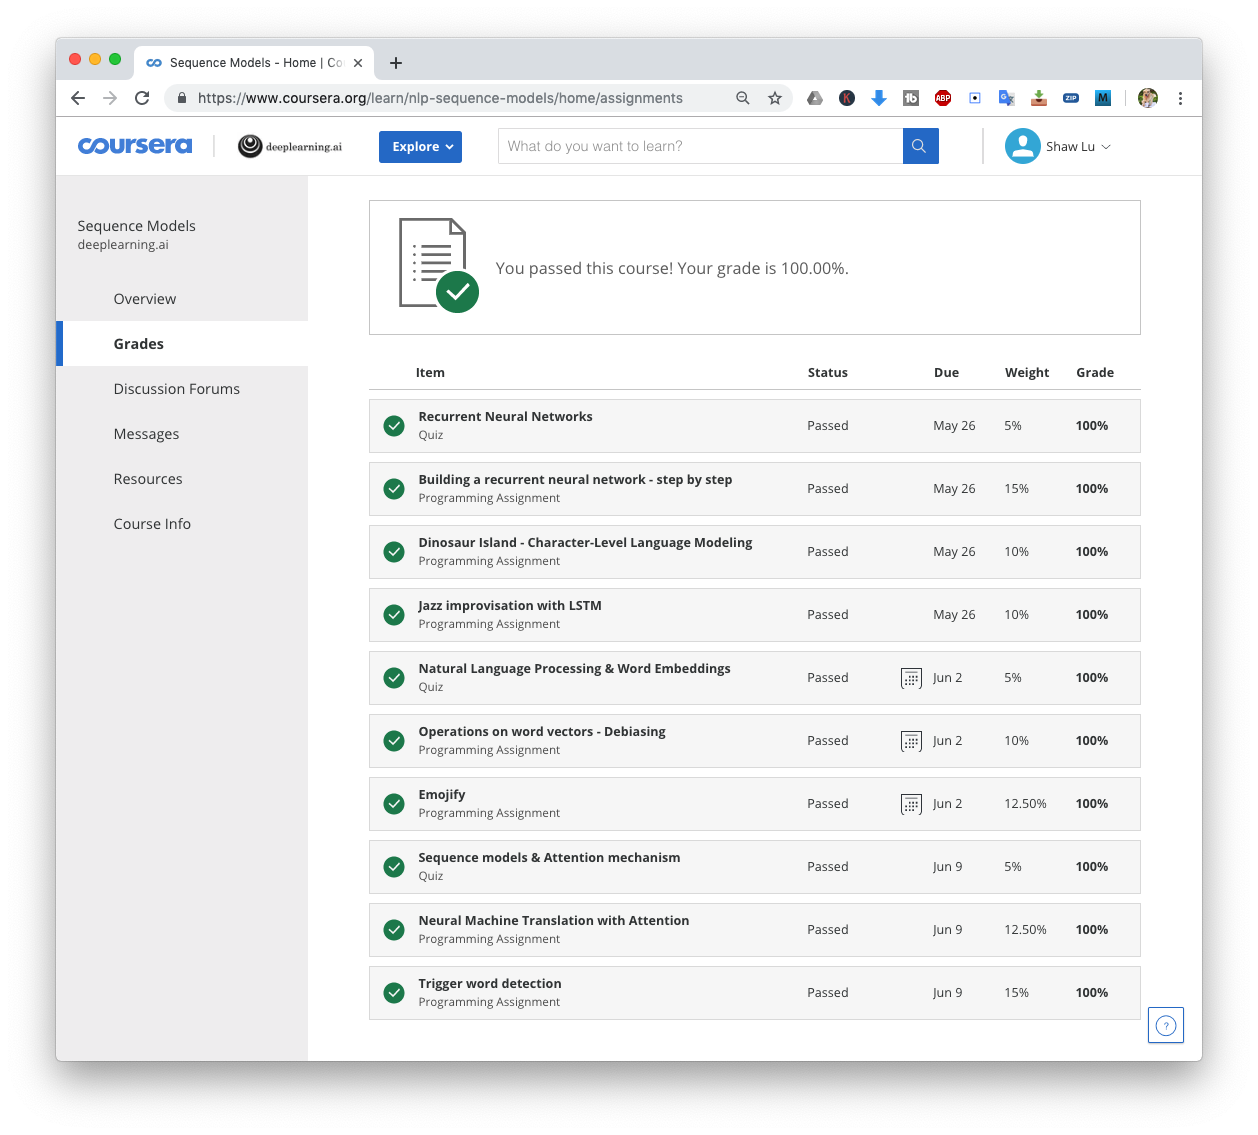 Sequence Models - Home | Co
https://www.coursera.org/learn/nlp-sequence-models/home/assignments
K
tb
ABP
G
ZIP
M
coursera
deeplearning.ai
Explore
What do you want to learn?
Shaw Lu
Sequence Models
deeplearning.ai
Overview
Grades
Discussion Forums
Messages
Resources
Course Info
You passed this course! Your grade is 100.00%.
Item Status Due Weight Grade
Recurrent Neural Networks
Quiz
Passed May 26 5% 100%
Building a recurrent neural network - step by step
Programming Assignment
Passed May 26 15% 100%
Dinosaur Island - Character-Level Language Modeling
Programming Assignment
Passed May 26 10% 100%
Jazz improvisation with LSTM
Programming Assignment
Passed May 26 10% 100%
Natural Language Processing & Word Embeddings
Quiz
Passed Jun 2 5% 100%
Operations on word vectors - Debiasing
Programming Assignment
Passed Jun 2 10% 100%
Emojify
Programming Assignment
Passed Jun 2 12.50% 100%
Sequence models & Attention mechanism
Quiz
Passed Jun 9 5% 100%
Neural Machine Translation with Attention
Programming Assignment
Passed Jun 9 12.50% 100%
Trigger word detection
Programming Assignment
Passed Jun 9 15% 100%
?